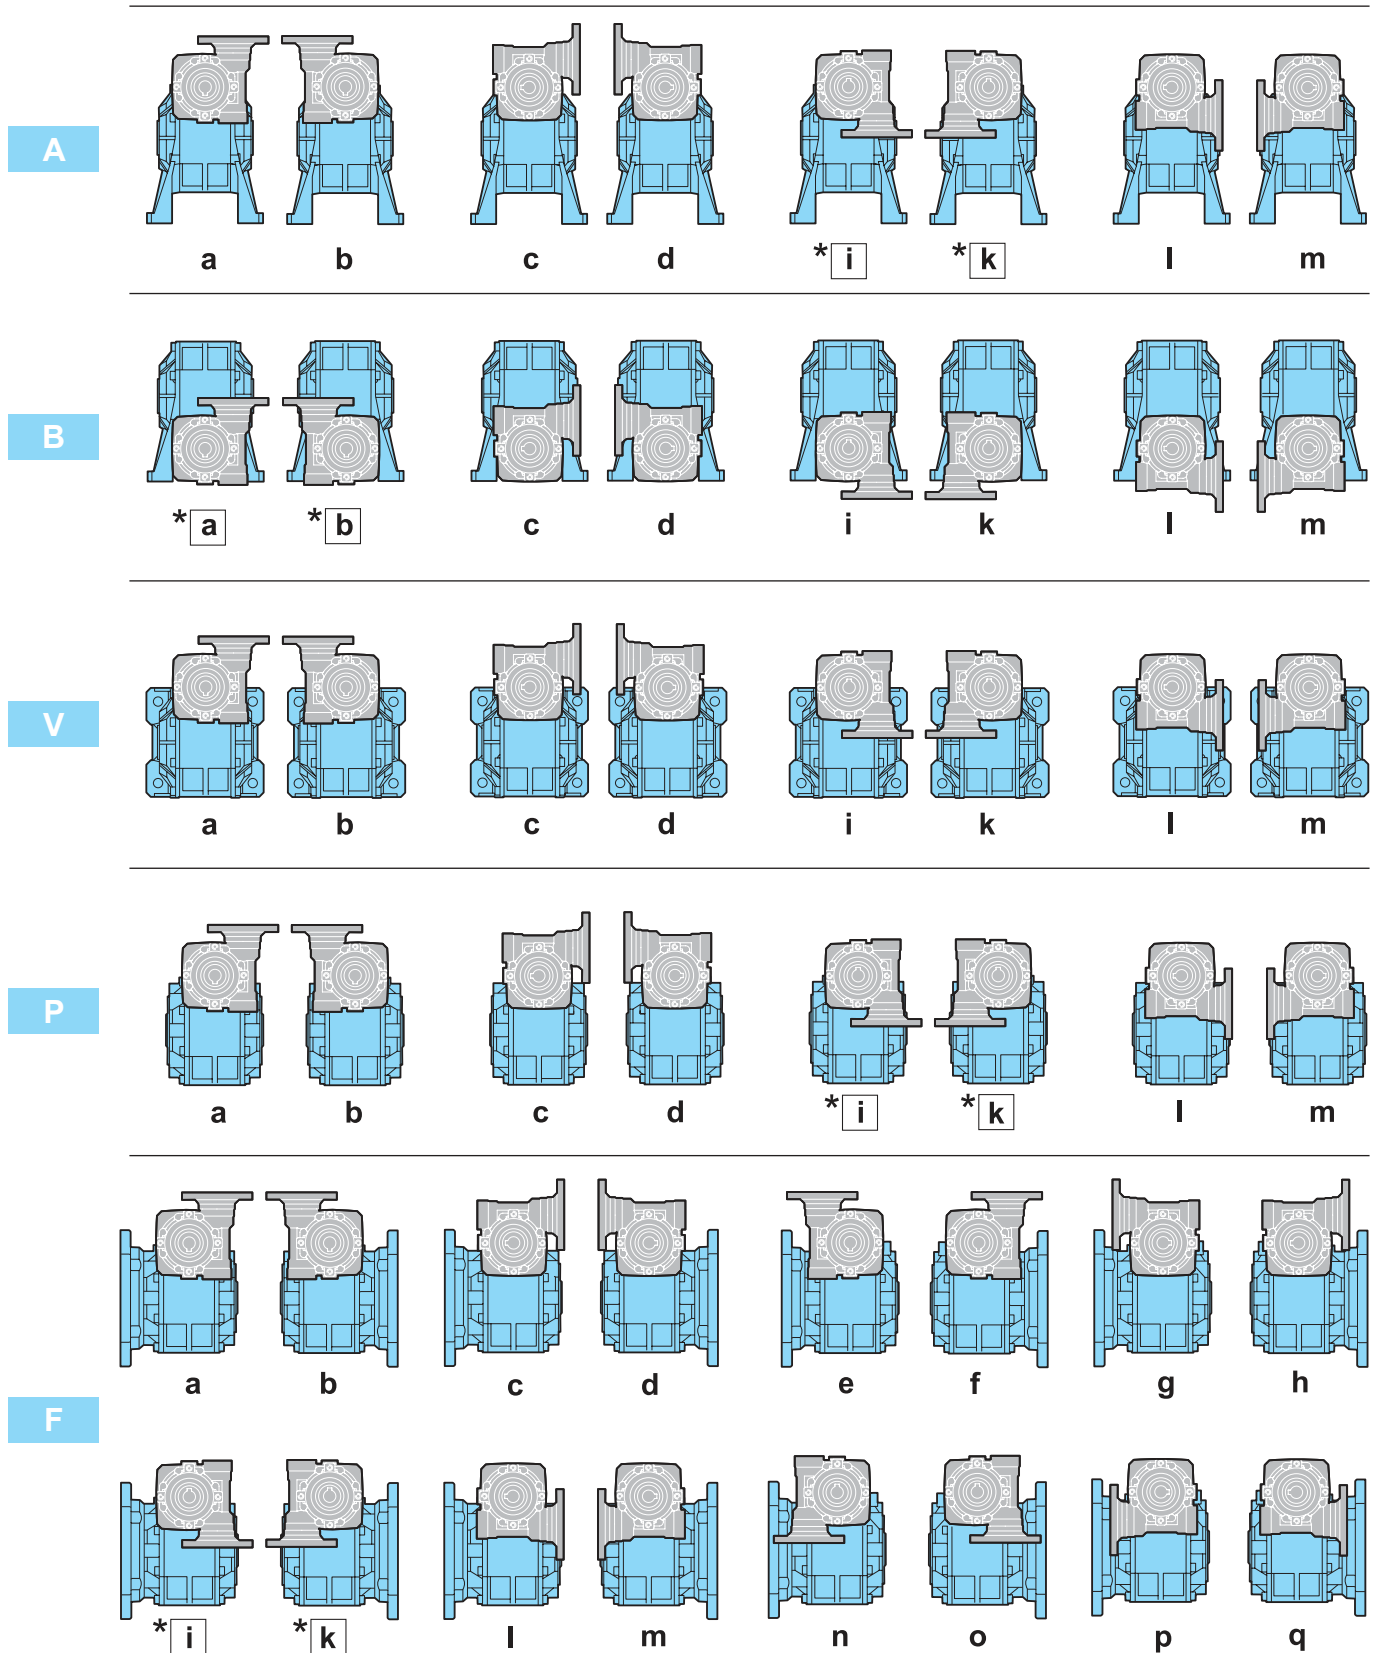 A
a b c d * i * k l m
B
* a * b c d i k l m
V
a b c d i k l m
P
a b c d * i * k l m
F
a b c d e f g h
* i * k l m n o p q